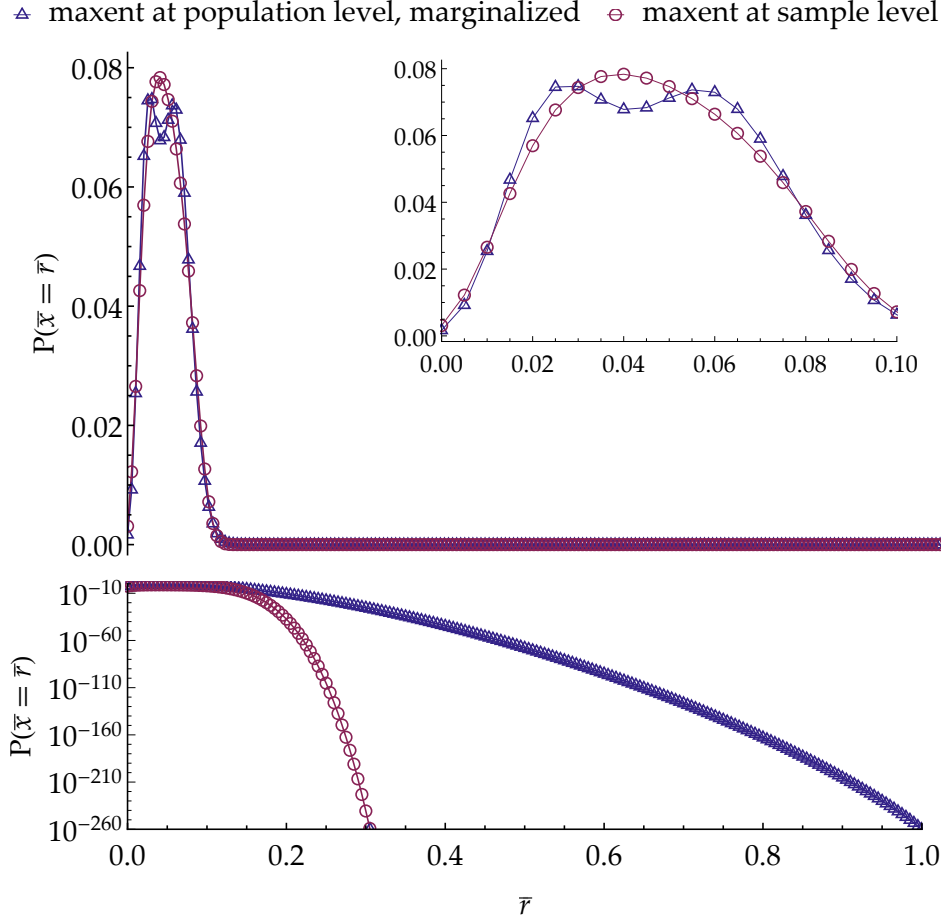 maxent at population level, marginalized maxent at sample level
0.08
0.06
0.04
0.02
0.00
P(x̅ = r̅)
0.08
0.06
0.04
0.02
0.00
0.00 0.02 0.04 0.06 0.08 0.10
10⁻¹⁰
10⁻⁶⁰
10⁻¹¹⁰
10⁻¹⁶⁰
10⁻²¹⁰
10⁻²⁶⁰
P(x̅ = r̅)
0.0 0.2 0.4 0.6 0.8 1.0
r̅